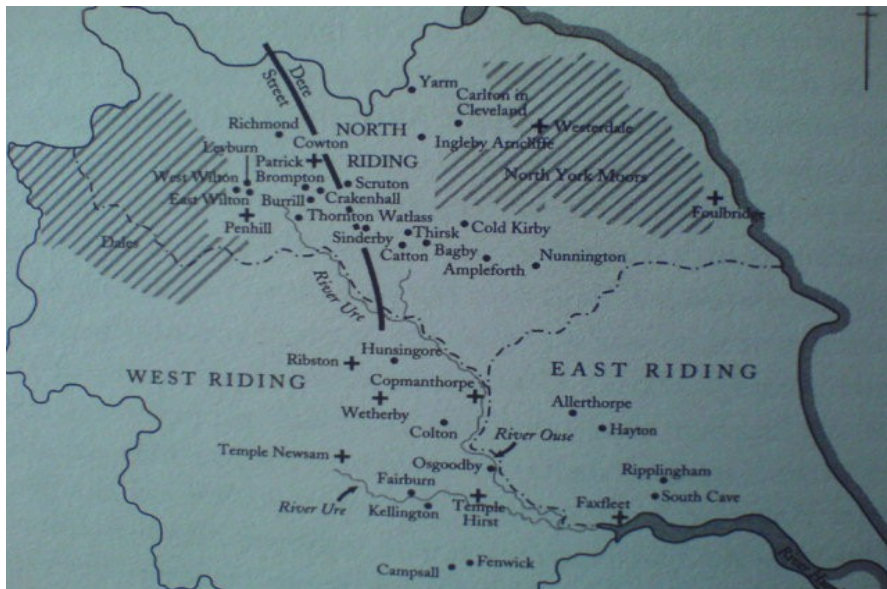 Dere
Street
Yarm
Carlton in
Cleveland
Richmond
NORTH
Westerdale
Cowton
Ingleby Arncliffe
Leyburn
Patrick
RIDING
Brompton
West Wilton
Scruton
North York Moors
East Wilton
Burrill
Crakenhall
Foulbridge
Thornton Watlass
Penhill
Cold Kirby
Thirsk
Sinderby
Dales
Catton
Bagby
Nunnington
Ampleforth
River Ure
Hunsingore
Ribston
EAST RIDING
WEST RIDING
Copmanthorpe
Allerthorpe
Wetherby
Hayton
Colton
River Ouse
Temple Newsam
Osgoodby
Ripplingham
Fairburn
South Cave
River Ure
Kellington
Temple
Hirst
Faxfleet
Fenwick
Campsall
River